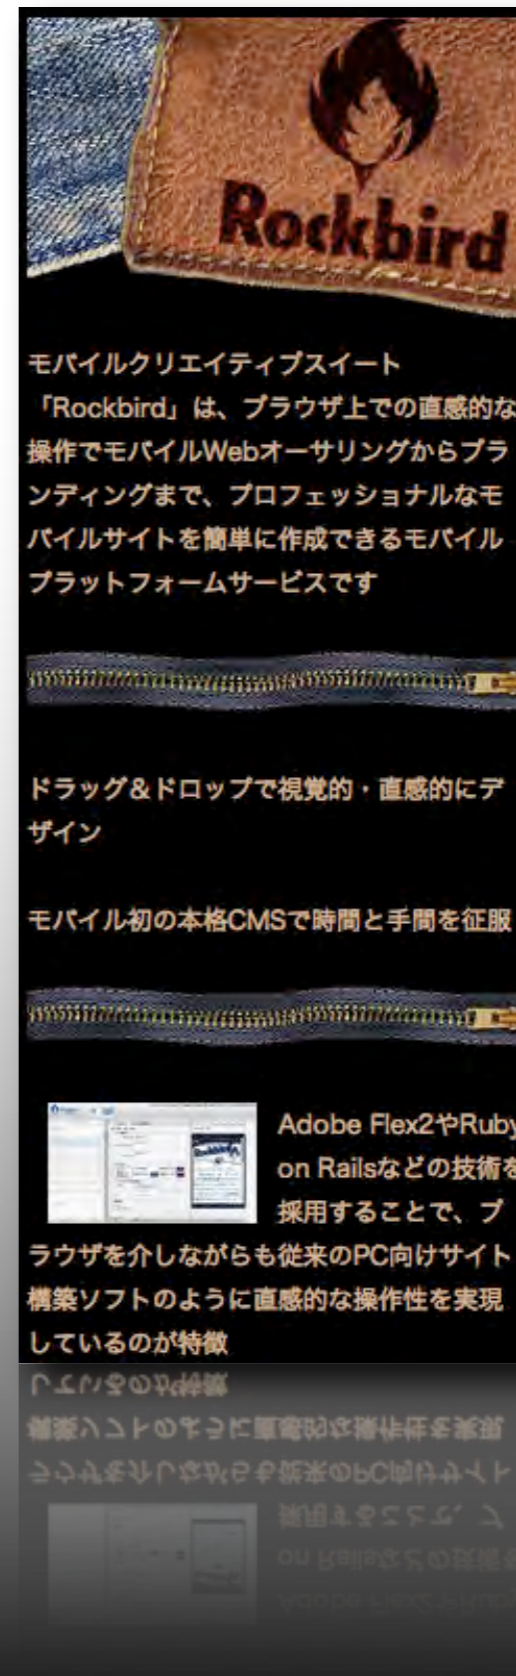 Rockbird
モバイルクリエイティブスイート
「Rockbird」は、ブラウザ上での直感的な
操作でモバイルWebオーサリングからブラ
ンディングまで、プロフェッショナルなモ
バイルサイトを簡単に作成できるモバイル
プラットフォームサービスです
ドラッグ&ドロップで視覚的・直感的にデ
ザイン
モバイル初の本格CMSで時間と手間を征服
Adobe Flex2やRuby
on Railsなどの技術を
採用することで、ブ
ラウザを介しながらも従来のPC向けサイト
構築ソフトのように直感的な操作性を実現
しているのが特徴